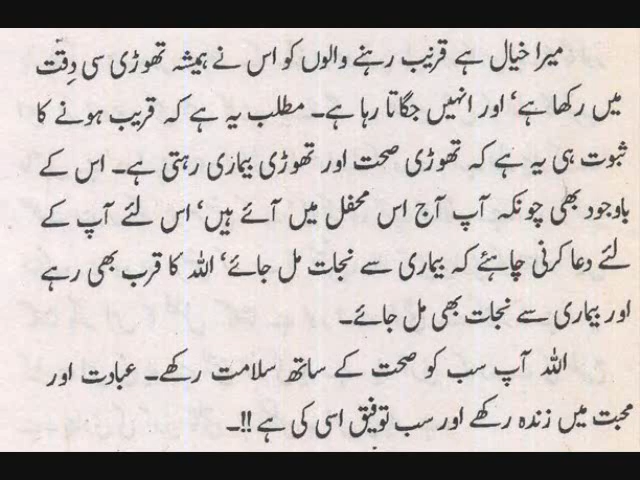 میرا خیال ہے قریب رہنے والوں کو اس نے ہمیشہ تھوڑی سی دِقت
میں رکھا ہے‘ اور انہیں جگاتا رہا ہے۔ مطلب یہ ہے کہ قریب ہونے کا
ثبوت ہی یہ ہے کہ تھوڑی صحت اور تھوڑی بیماری رہتی ہے۔ اس کے
باوجود بھی چونکہ آپ آج اس محفل میں آئے ہیں‘ اس لئے آپ کے
لئے دعا کرنی چاہئے کہ بیماری سے نجات مل جائے‘ اللہ کا قرب بھی رہے
اور بیماری سے نجات بھی مل جائے۔
اللہ آپ سب کو صحت کے ساتھ سلامت رکھے۔ عبادت اور
محبت میں زندہ رکھے اور سب توفیق اسی کی ہے !!۔